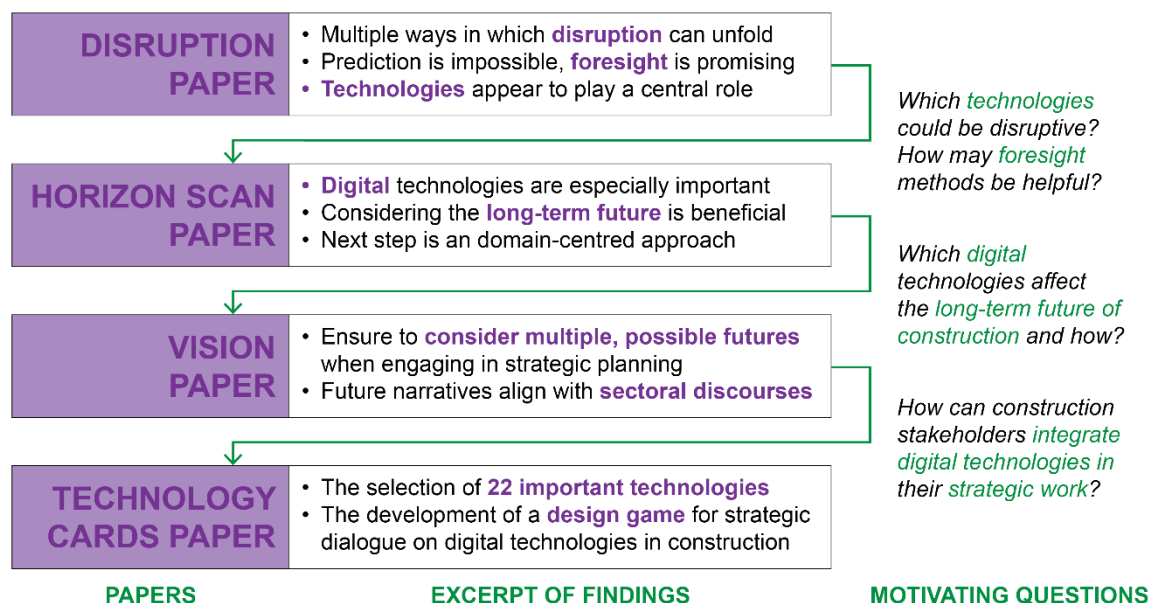 DISRUPTION
PAPER
• Multiple ways in which disruption can unfold
• Prediction is impossible, foresight is promising
• Technologies appear to play a central role
Which technologies
could be disruptive?
How may foresight
methods be helpful?
HORIZON SCAN
PAPER
• Digital technologies are especially important
• Considering the long-term future is beneficial
• Next step is an domain-centred approach
Which digital
technologies affect
the long-term future of
construction and how?
VISION
PAPER
• Ensure to consider multiple, possible futures
when engaging in strategic planning
• Future narratives align with sectoral discourses
How can construction
stakeholders integrate
digital technologies in
their strategic work?
TECHNOLOGY
CARDS PAPER
• The selection of 22 important technologies
• The development of a design game for strategic
dialogue on digital technologies in construction
PAPERS
EXCERPT OF FINDINGS
MOTIVATING QUESTIONS